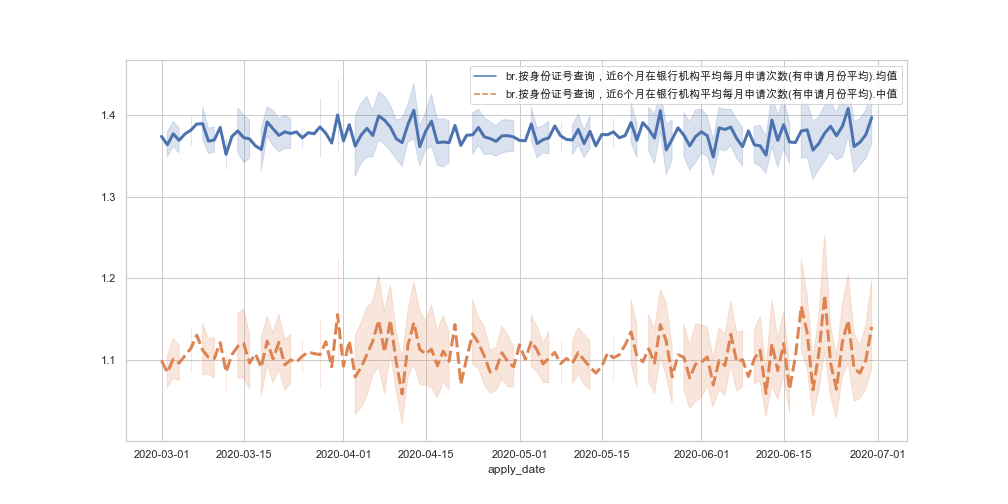 br.按身份证号查询，近6个月在银行机构平均每月申请次数(有申请月份平均).均值
br.按身份证号查询，近6个月在银行机构平均每月申请次数(有申请月份平均).中值
1.4
1.3
1.2
1.1
2020-03-01 2020-03-15 2020-04-01 2020-04-15 2020-05-01 2020-05-15 2020-06-01 2020-06-15 2020-07-01
apply_date